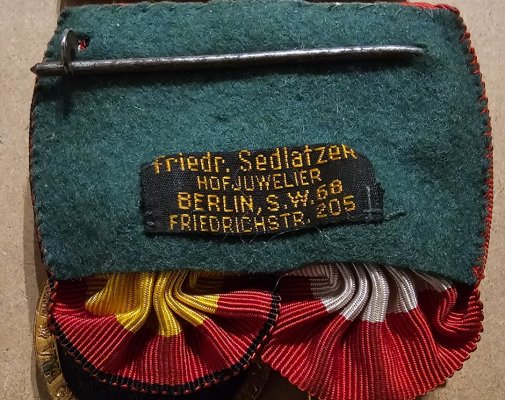 Friedr. Sedlatzek
HOFJUWELIER
BERLIN, S.W. 68
FRIEDRICHSTR. 205